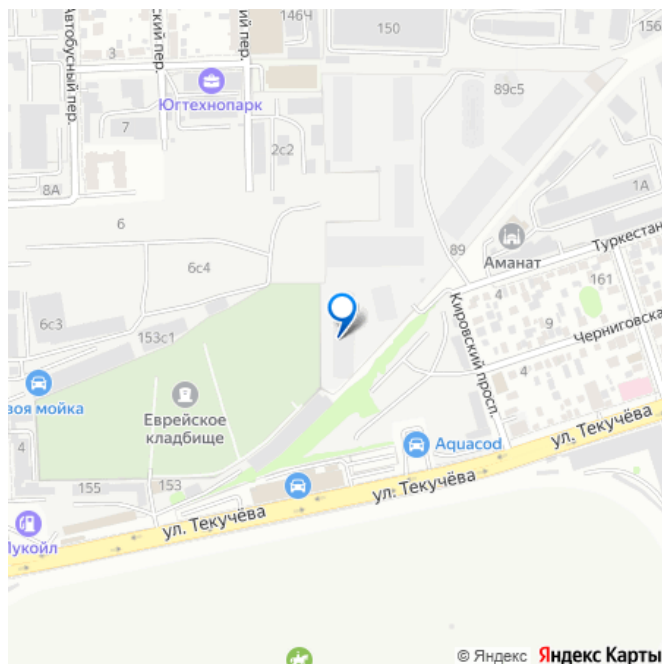 146Ч
150
156
Автобусный пер.
ский пер.
ский пер.
3
Югтехнопарк
89с5
7
2с2
8А
1А
6
89
Аманат
Туркестан
6с4
4
161
6с3
153с1
9
Кировский просп.
Черниговска
4
воя мойка
Еврейское
кладбище
Aquacod
ул. Текучёва
4
155
153
ул. Текучёва
ул. Текучёва
Лукойл
© Яндекс Яндекс Карты